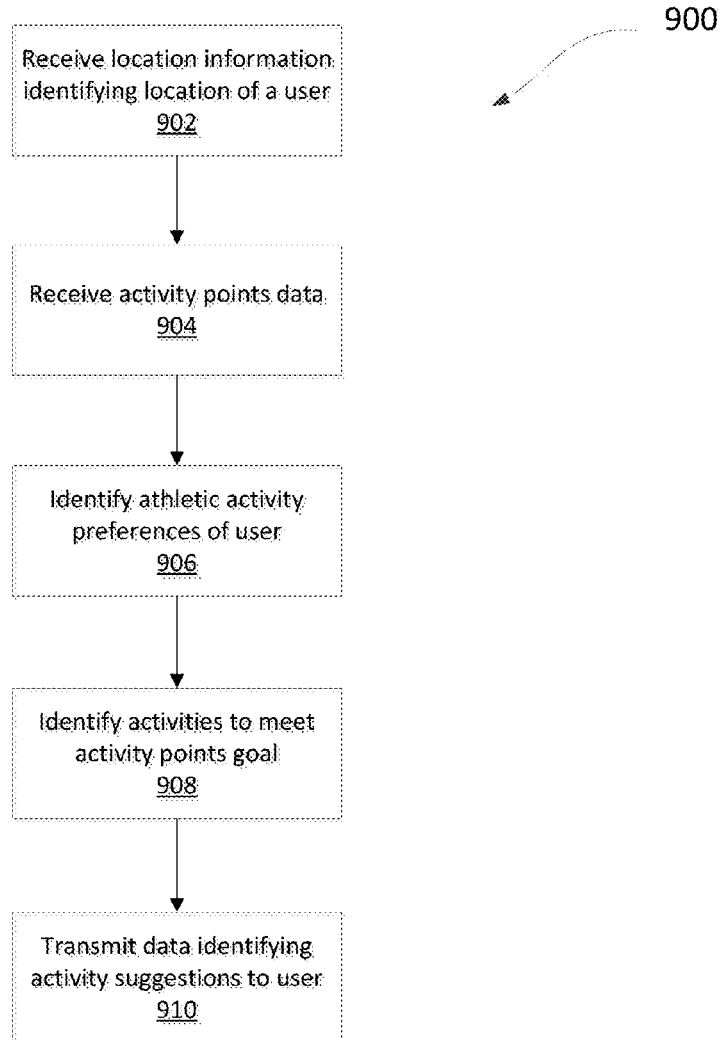 900
Receive location information
identifying location of a user
902
Receive activity points data
904
Identify athletic activity
preferences of user
906
Identify activities to meet
activity points goal
908
Transmit data identifying
activity suggestions to user
910